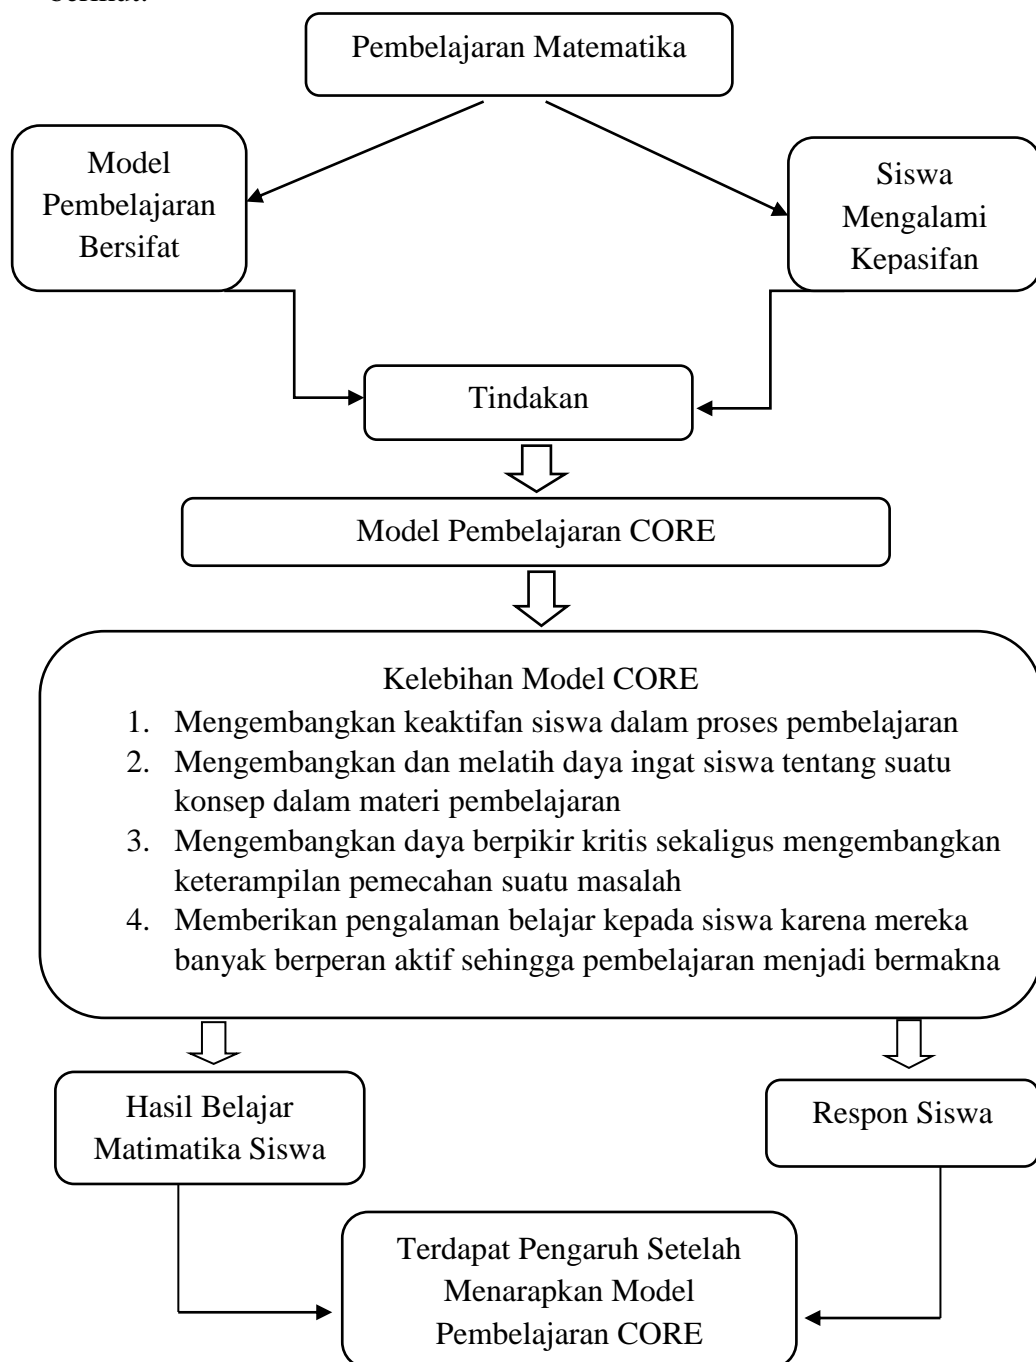 Pembelajaran Matematika
Model
Pembelajaran
Bersifat
Siswa
Mengalami
Kepasifan
Tindakan
Model Pembelajaran CORE
Kelebihan Model CORE
1. Mengembangkan keaktifan siswa dalam proses pembelajaran
2. Mengembangkan dan melatih daya ingat siswa tentang suatu
konsep dalam materi pembelajaran
3. Mengembangkan daya berpikir kritis sekaligus mengembangkan
keterampilan pemecahan suatu masalah
4. Memberikan pengalaman belajar kepada siswa karena mereka
banyak berperan aktif sehingga pembelajaran menjadi bermakna
Hasil Belajar
Matimatika Siswa
Respon Siswa
Terdapat Pengaruh Setelah
Menarapkan Model
Pembelajaran CORE